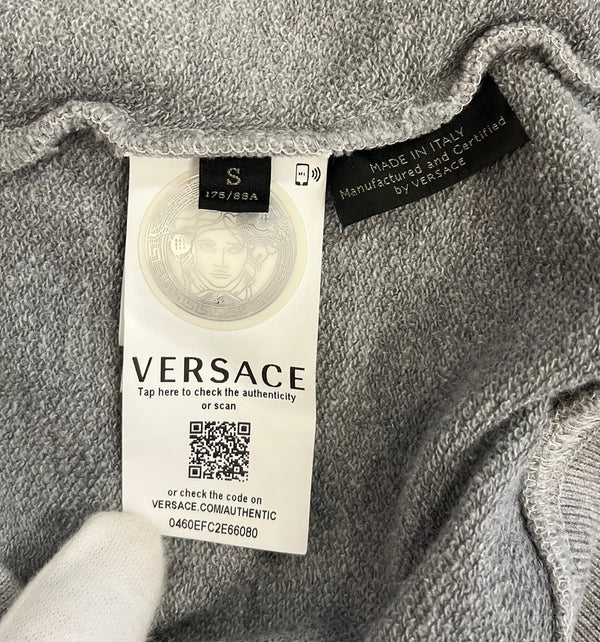 S
175/88A
MADE IN ITALY
Manufactured and Certified
by VERSACE
VERSACE
Tap here to check the authenticity
or scan
or check the code on
VERSACE.COM/AUTHENTIC
0460EFC2E66080